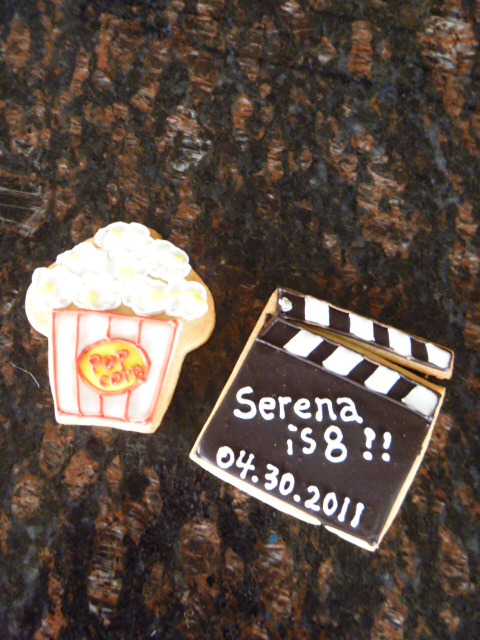 Pop
corn
Serena
is 8 !!
04.30.2011